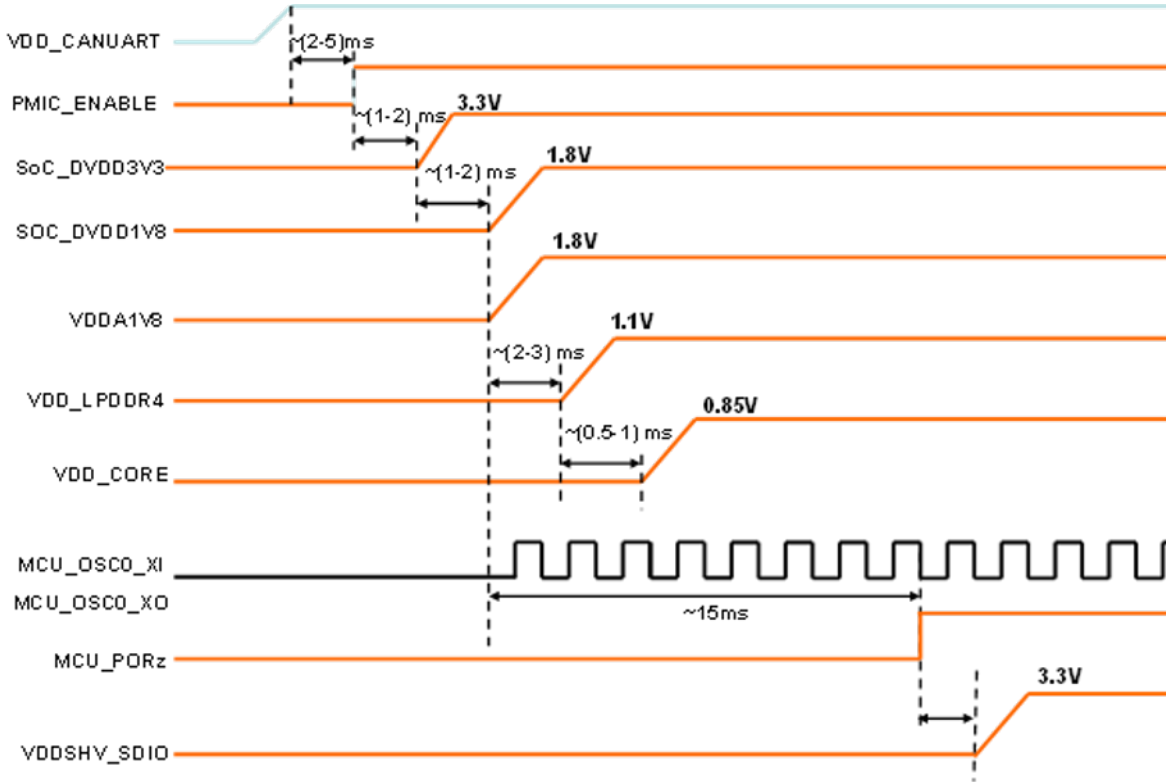 VDD_CANUART
~(2-5)ms
PMIC_ENABLE
~(1-2) ms
3.3V
SoC_DVDD3V3
~(1-2) ms
1.8V
SOC_DVDD1V8
1.8V
VDDA1V8
~(2-3) ms
1.1V
VDD_LPDDR4
~(0.5-1) ms
0.85V
VDD_CORE
MCU_OSC0_XI
MCU_OSC0_XO
~15ms
MCU_PORz
3.3V
VDDSHV_SDIO